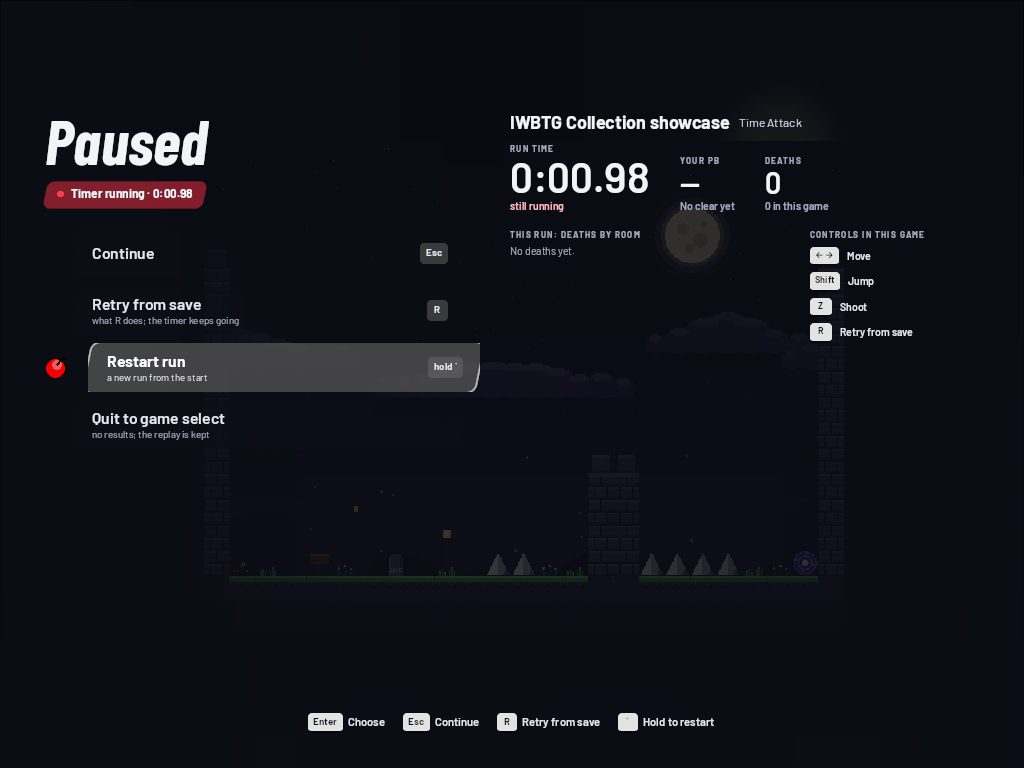 Paused
Timer running · 0:00.98
Continue
Esc
Retry from save
what R does; the timer keeps going
R
Restart run
a new run from the start
hold `
Quit to game select
no results; the replay is kept
IWBTG Collection showcase Time Attack
RUN TIME
0:00.98
still running
YOUR PB
—
No clear yet
DEATHS
0
0 in this game
THIS RUN: DEATHS BY ROOM
No deaths yet.
CONTROLS IN THIS GAME
← → Move
Shift Jump
Z Shoot
R Retry from save
Enter Choose Esc Continue R Retry from save ` Hold to restart